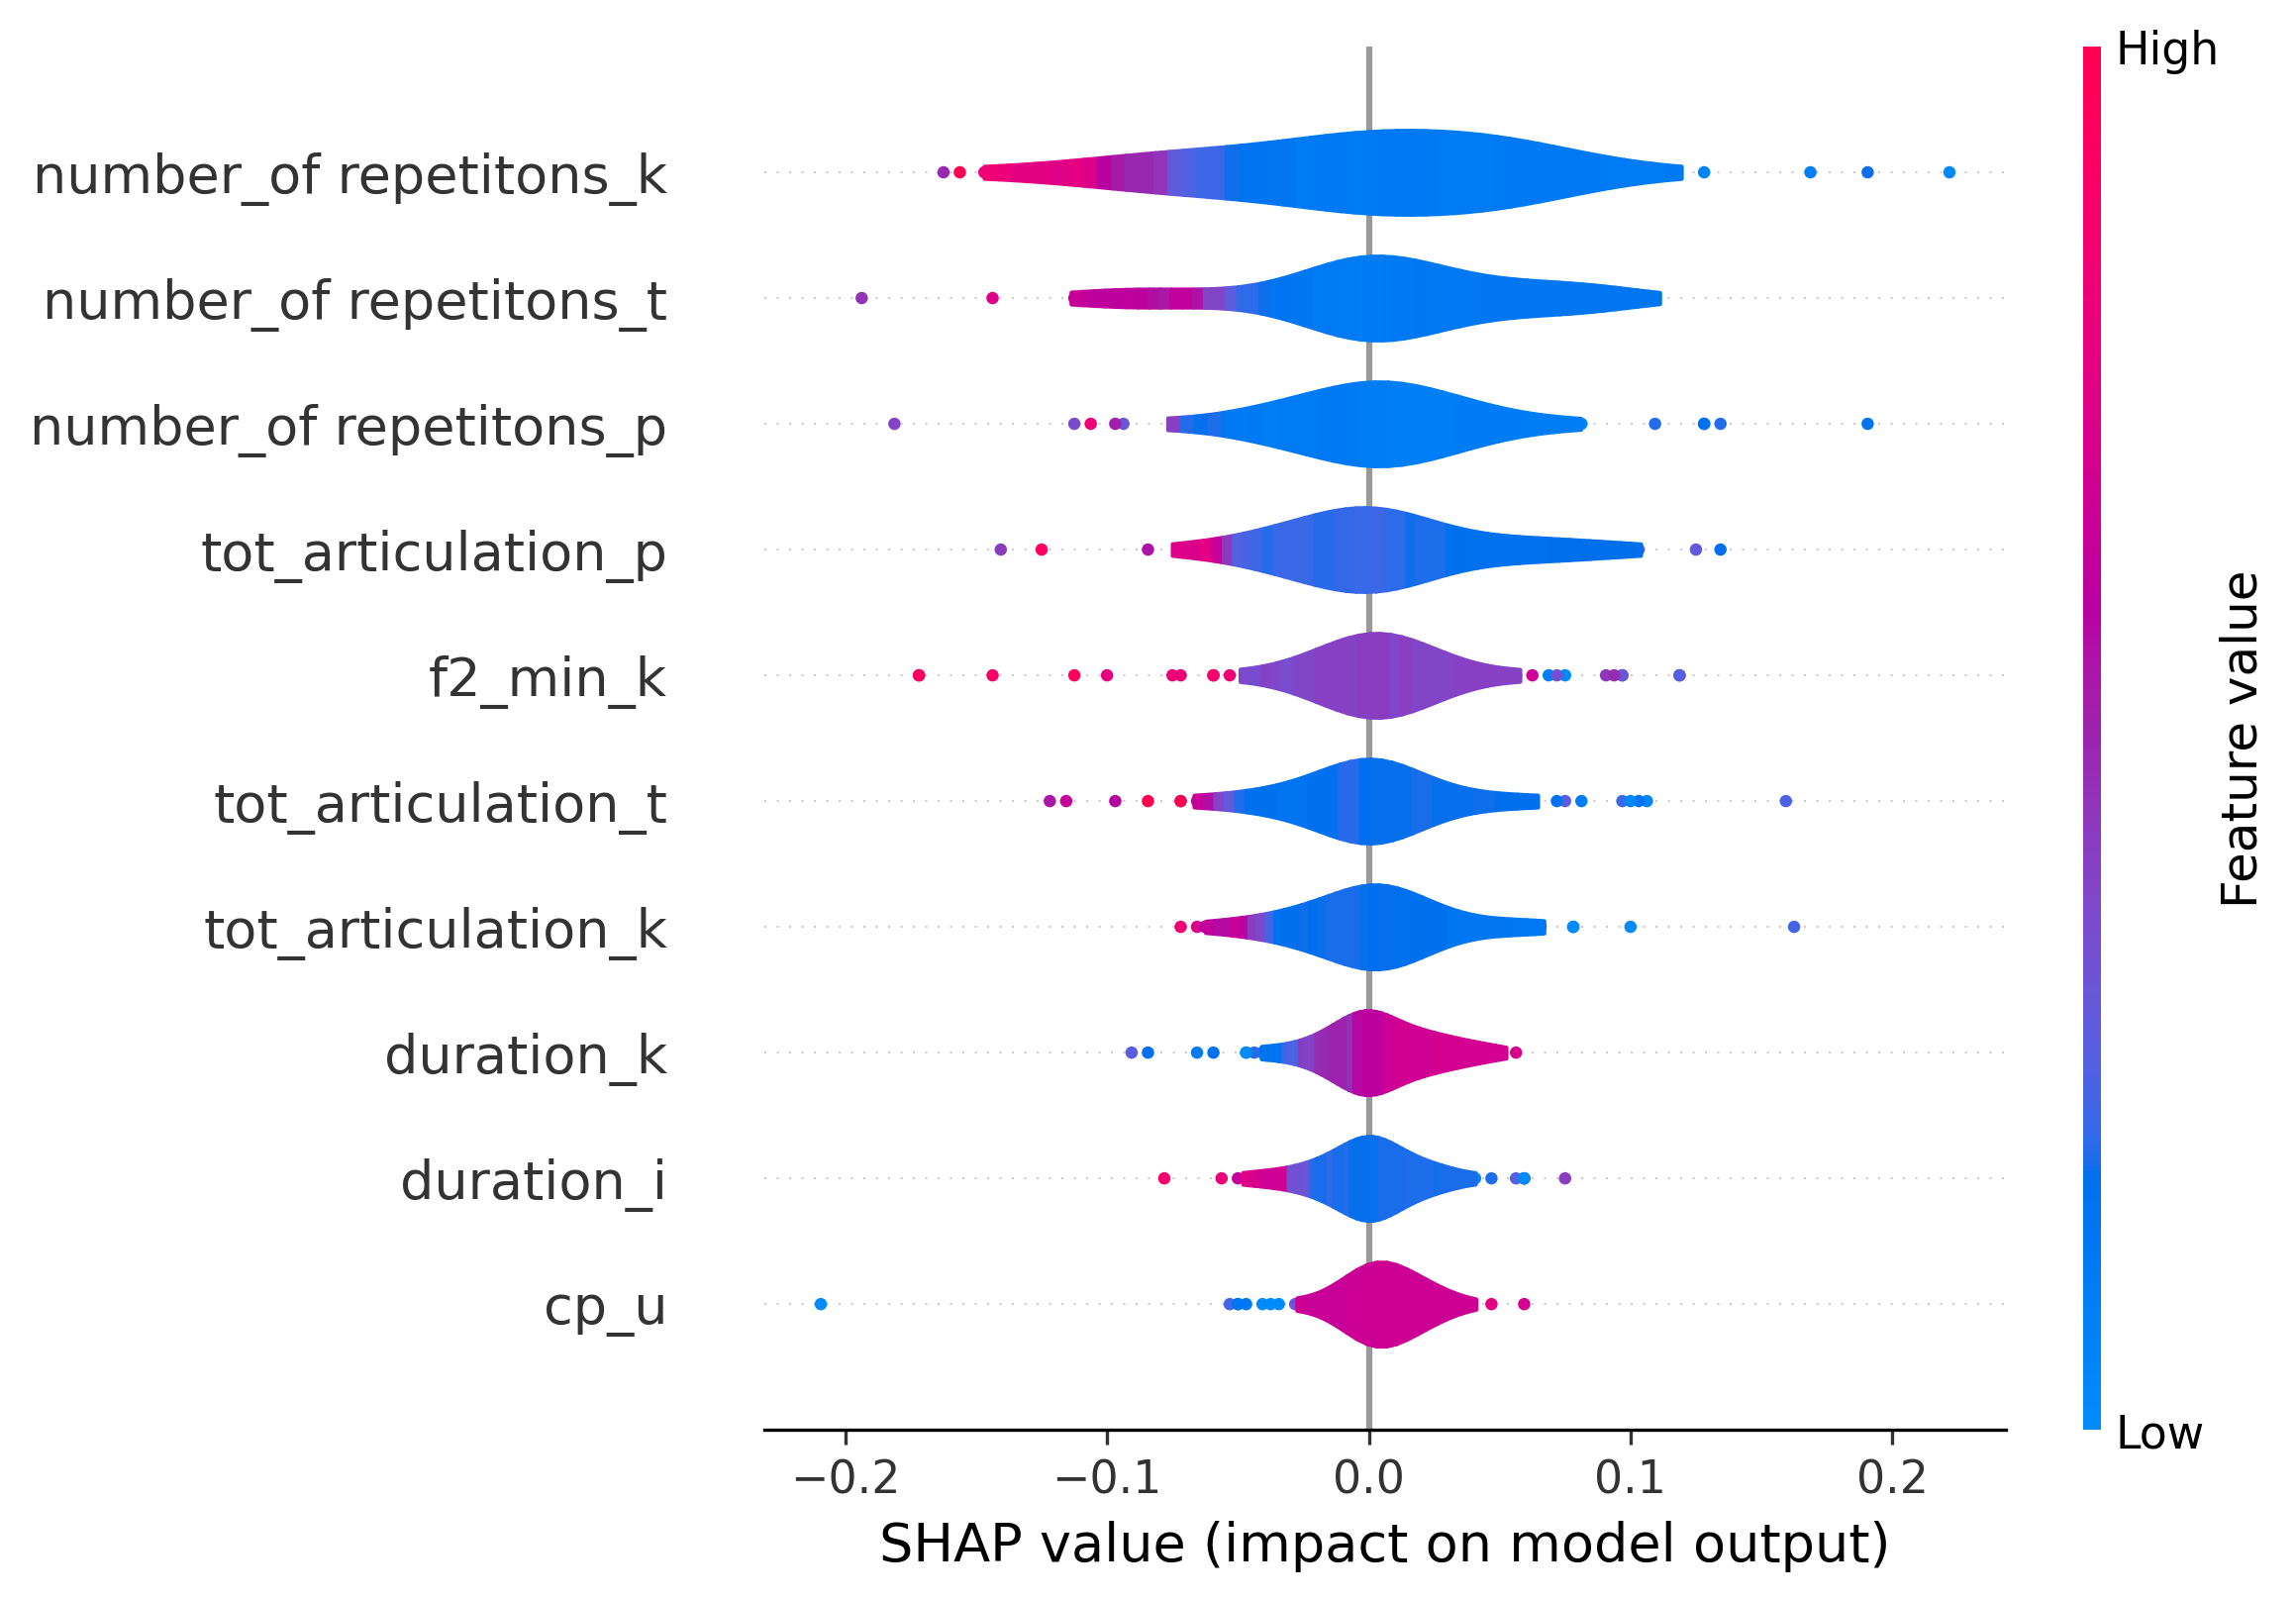 High
number_of repetitons_k
number_of repetitons_t
number_of repetitons_p
tot_articulation_p
f2_min_k
tot_articulation_t
tot_articulation_k
duration_k
duration_i
cp_u
Feature value
Low
−0.2 −0.1 0.0 0.1 0.2
SHAP value (impact on model output)